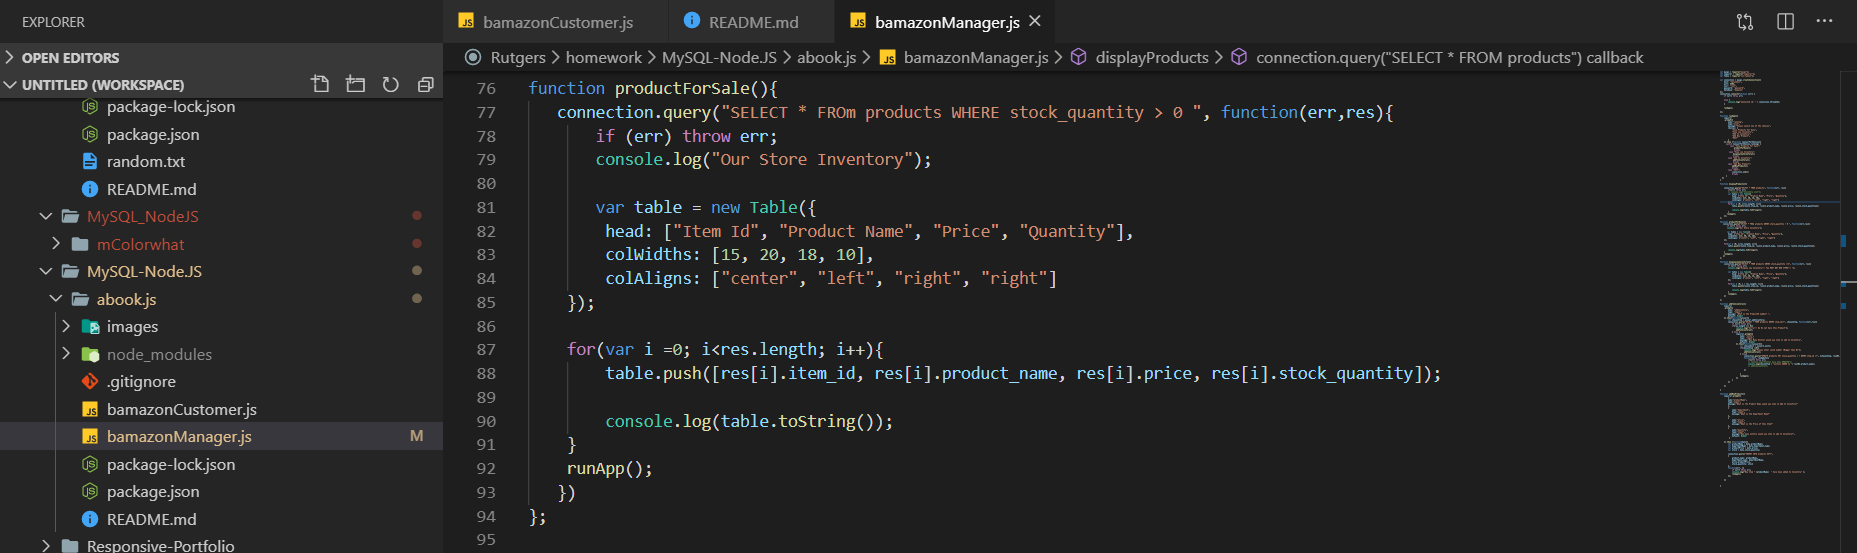 EXPLORER
OPEN EDITORS
UNTITLED (WORKSPACE)
package-lock.json
package.json
random.txt
README.md
MySQL_NodeJS
mColorwhat
MySQL-Node.JS
abook.js
images
node_modules
.gitignore
JS bamazonCustomer.js
JS bamazonManager.js M
package-lock.json
package.json
README.md
Responsive-Portfolio
JS bamazonCustomer.js README.md JS bamazonManager.js
Rutgers > homework > MySQL-Node.JS > abook.js > JS bamazonManager.js > displayProducts > connection.query("SELECT * FROM products") callback
76 function productForSale(){
77 connection.query("SELECT * FROm products WHERE stock_quantity > 0 ", function(err,res){
78 if (err) throw err;
79 console.log("Our Store Inventory");
80
81 var table = new Table({
82 head: ["Item Id", "Product Name", "Price", "Quantity"],
83 colWidths: [15, 20, 18, 10],
84 colAligns: ["center", "left", "right", "right"]
85 });
86
87 for(var i =0; i<res.length; i++){
88 table.push([res[i].item_id, res[i].product_name, res[i].price, res[i].stock_quantity]);
89
90 console.log(table.toString());
91 }
92 runApp();
93 })
94 };
95